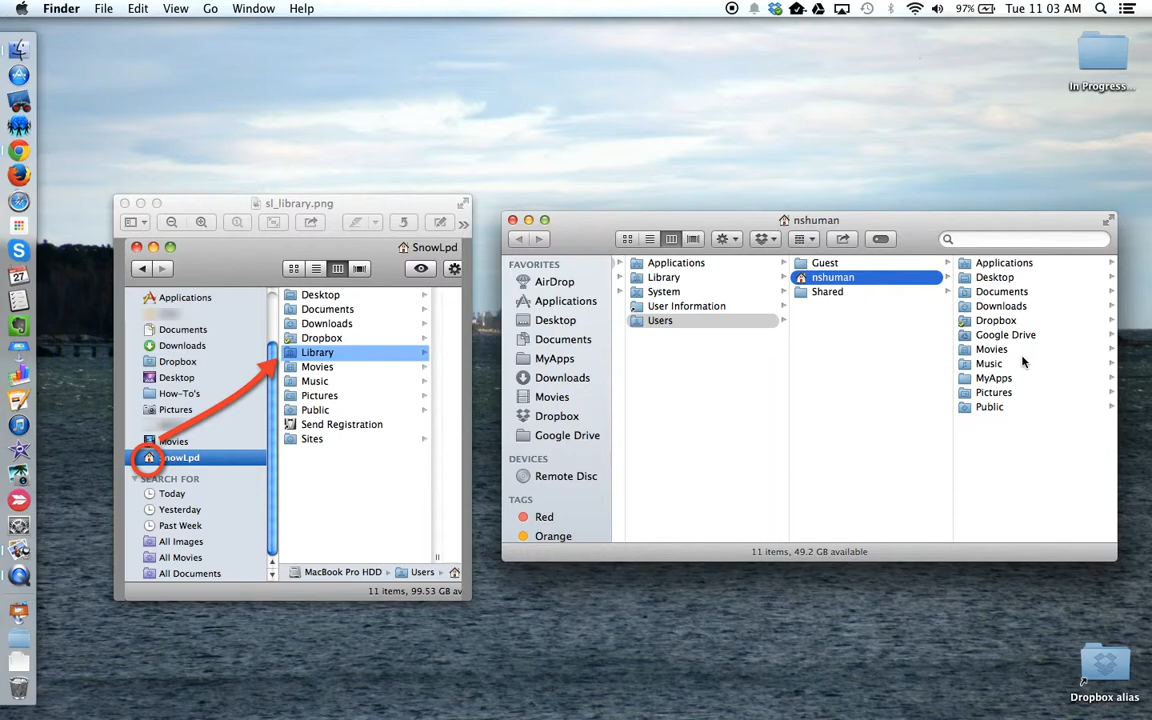 Finder File Edit View Go Window Help
97% Tue 11 03 AM
In Progress...
sl_library.png
SnowLpd
Applications
Documents
Downloads
Dropbox
Desktop
How-To's
Pictures
Movies
SnowLpd
SEARCH FOR
Today
Yesterday
Past Week
All Images
All Movies
All Documents
Desktop
Documents
Downloads
Dropbox
Library
Movies
Music
Pictures
Public
Send Registration
Sites
MacBook Pro HDD Users
11 items, 99.53 GB av
nshuman
FAVORITES
AirDrop
Applications
Desktop
Documents
MyApps
Downloads
Movies
Dropbox
Google Drive
DEVICES
Remote Disc
TAGS
Red
Orange
Applications
Library
System
User Information
Users
Guest
nshuman
Shared
Applications
Desktop
Documents
Downloads
Dropbox
Google Drive
Movies
Music
MyApps
Pictures
Public
11 items, 49.2 GB available
27
Dropbox alias